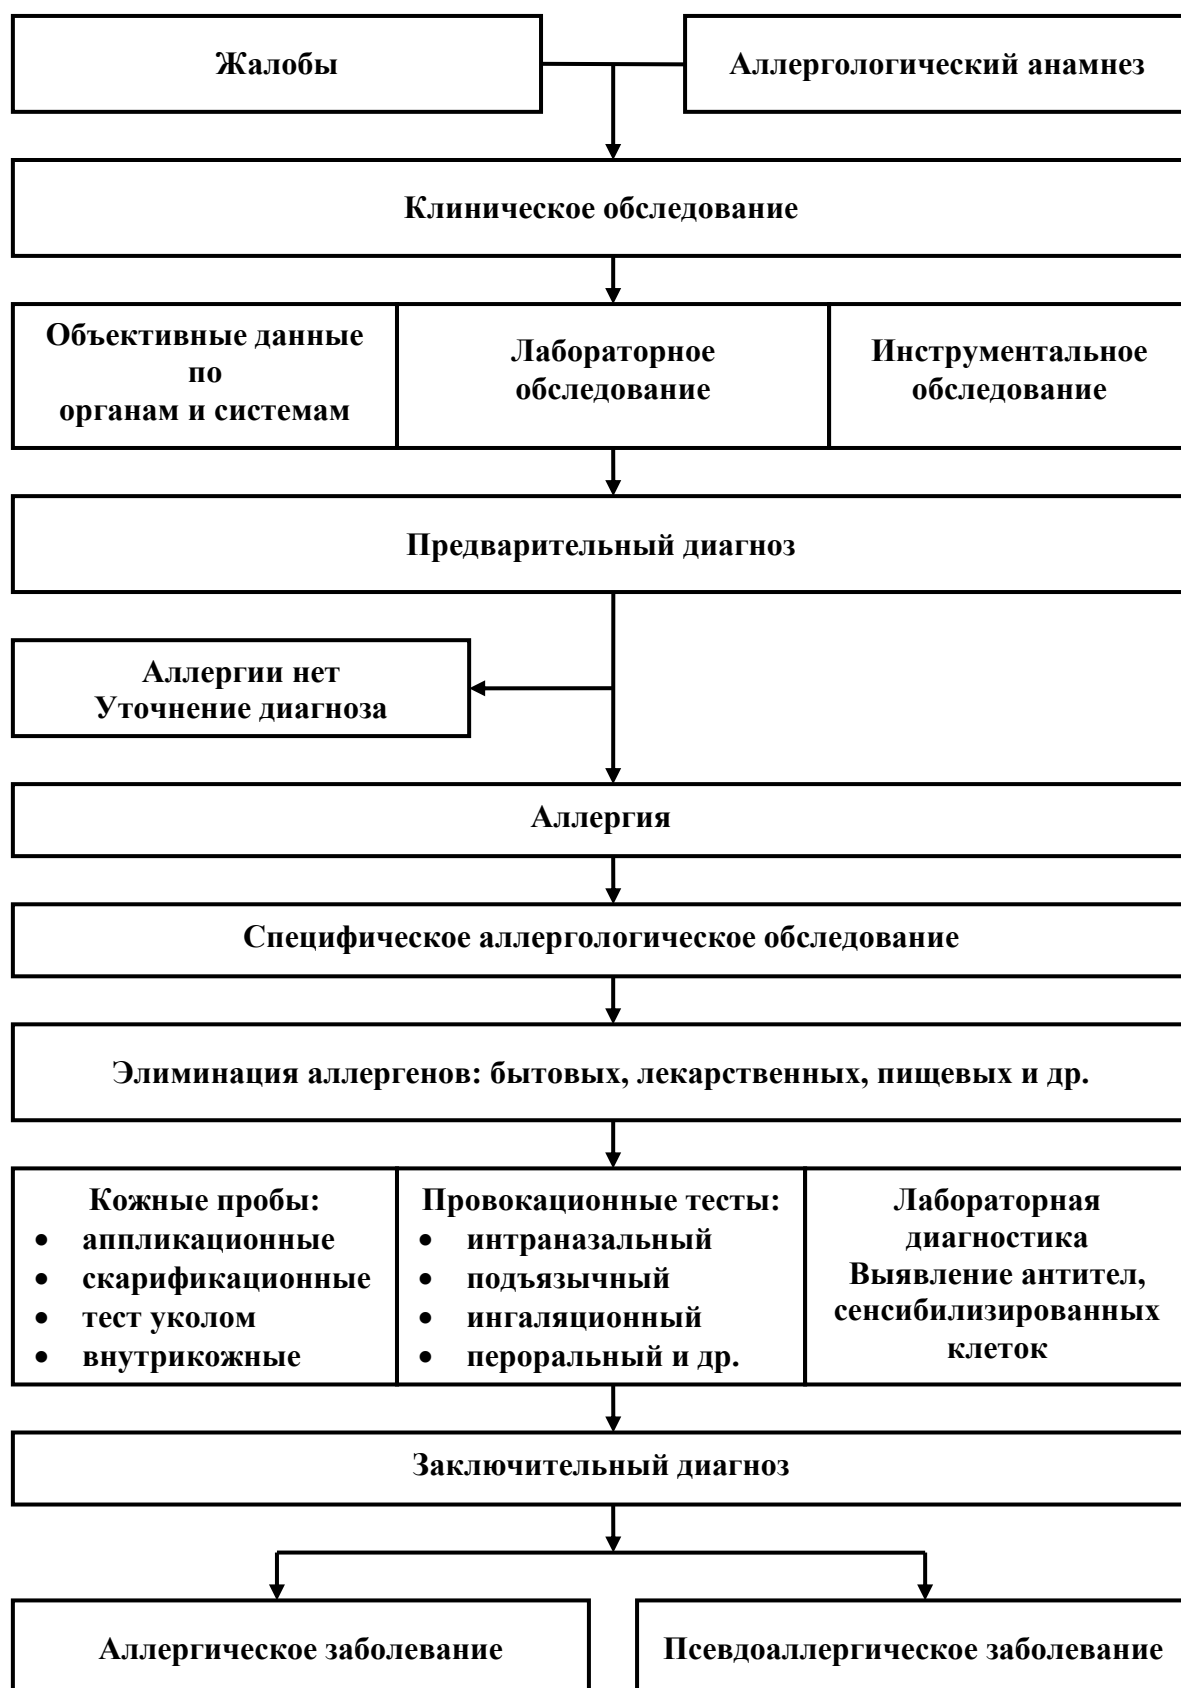 Жалобы
Аллергологический анамнез
Клиническое обследование
Объективные данные
по
органам и системам
Лабораторное
обследование
Инструментальное
обследование
Предварительный диагноз
Аллергии нет
Уточнение диагноза
Аллергия
Специфическое аллергологическое обследование
Элиминация аллергенов: бытовых, лекарственных, пищевых и др.
Кожные пробы:
• аппликационные
• скарификационные
• тест уколом
• внутрикожные
Провокационные тесты:
• интраназальный
• подъязычный
• ингаляционный
• пероральный и др.
Лабораторная
диагностика
Выявление антител,
сенсибилизированных
клеток
Заключительный диагноз
Аллергическое заболевание
Псевдоаллергическое заболевание